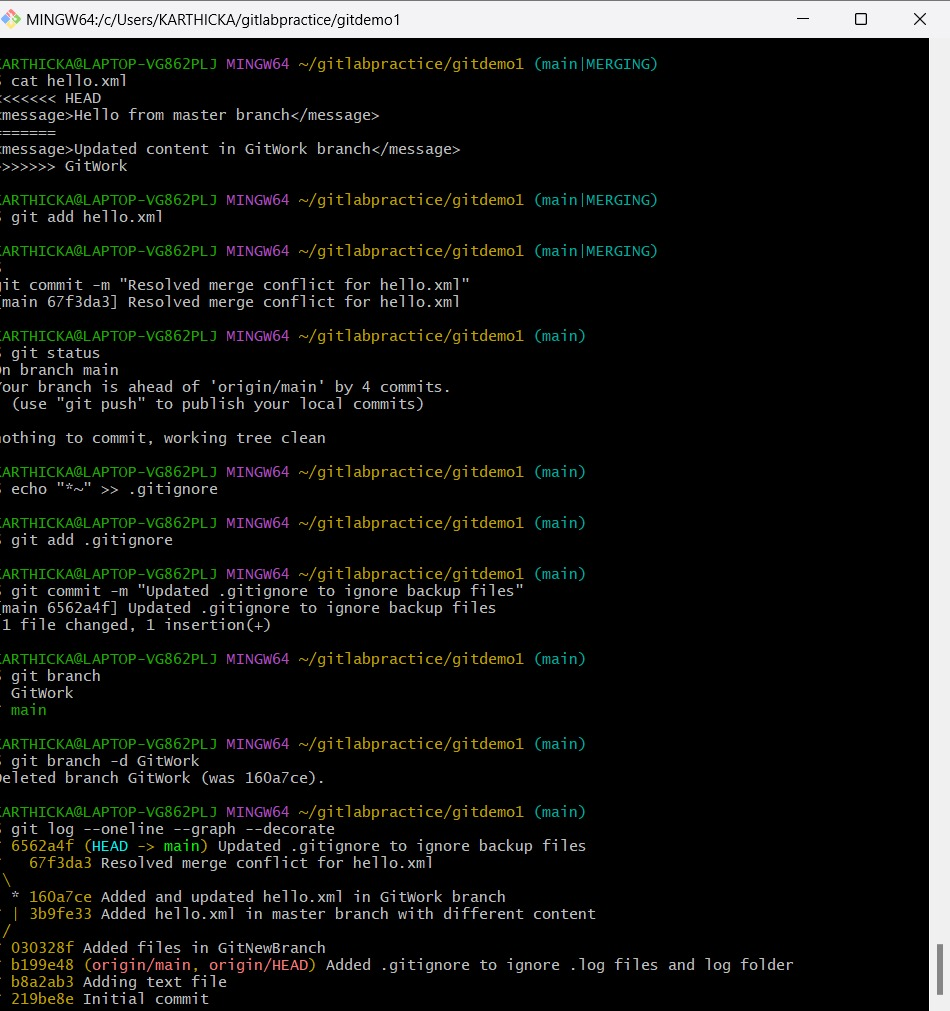 MINGW64:/c/Users/KARTHICKA/gitlabpractice/gitdemo1
KARTHICKA@LAPTOP-VG862PLJ MINGW64 ~/gitlabpractice/gitdemo1 (main|MERGING)
$ cat hello.xml
<<<<<<< HEAD
<message>Hello from master branch</message>
=======
<message>Updated content in GitWork branch</message>
>>>>>>> GitWork
KARTHICKA@LAPTOP-VG862PLJ MINGW64 ~/gitlabpractice/gitdemo1 (main|MERGING)
$ git add hello.xml
KARTHICKA@LAPTOP-VG862PLJ MINGW64 ~/gitlabpractice/gitdemo1 (main|MERGING)
$
git commit -m "Resolved merge conflict for hello.xml"
[main 67f3da3] Resolved merge conflict for hello.xml
KARTHICKA@LAPTOP-VG862PLJ MINGW64 ~/gitlabpractice/gitdemo1 (main)
$ git status
On branch main
Your branch is ahead of 'origin/main' by 4 commits.
(use "git push" to publish your local commits)
nothing to commit, working tree clean
KARTHICKA@LAPTOP-VG862PLJ MINGW64 ~/gitlabpractice/gitdemo1 (main)
$ echo "*~" >> .gitignore
KARTHICKA@LAPTOP-VG862PLJ MINGW64 ~/gitlabpractice/gitdemo1 (main)
$ git add .gitignore
KARTHICKA@LAPTOP-VG862PLJ MINGW64 ~/gitlabpractice/gitdemo1 (main)
$ git commit -m "Updated .gitignore to ignore backup files"
[main 6562a4f] Updated .gitignore to ignore backup files
1 file changed, 1 insertion(+)
KARTHICKA@LAPTOP-VG862PLJ MINGW64 ~/gitlabpractice/gitdemo1 (main)
$ git branch
GitWork
* main
KARTHICKA@LAPTOP-VG862PLJ MINGW64 ~/gitlabpractice/gitdemo1 (main)
$ git branch -d GitWork
Deleted branch GitWork (was 160a7ce).
KARTHICKA@LAPTOP-VG862PLJ MINGW64 ~/gitlabpractice/gitdemo1 (main)
$ git log --oneline --graph --decorate
* 6562a4f (HEAD -> main) Updated .gitignore to ignore backup files
*   67f3da3 Resolved merge conflict for hello.xml
|\
| * 160a7ce Added and updated hello.xml in GitWork branch
* | 3b9fe33 Added hello.xml in master branch with different content
|/
* 030328f Added files in GitNewBranch
* b199e48 (origin/main, origin/HEAD) Added .gitignore to ignore .log files and log folder
* b8a2ab3 Adding text file
* 219be8e Initial commit